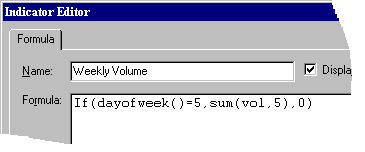 Indicator Editor
Formula
Name: Weekly Volume
Formula: If(dayofweek()=5,sum(vol,5),0)